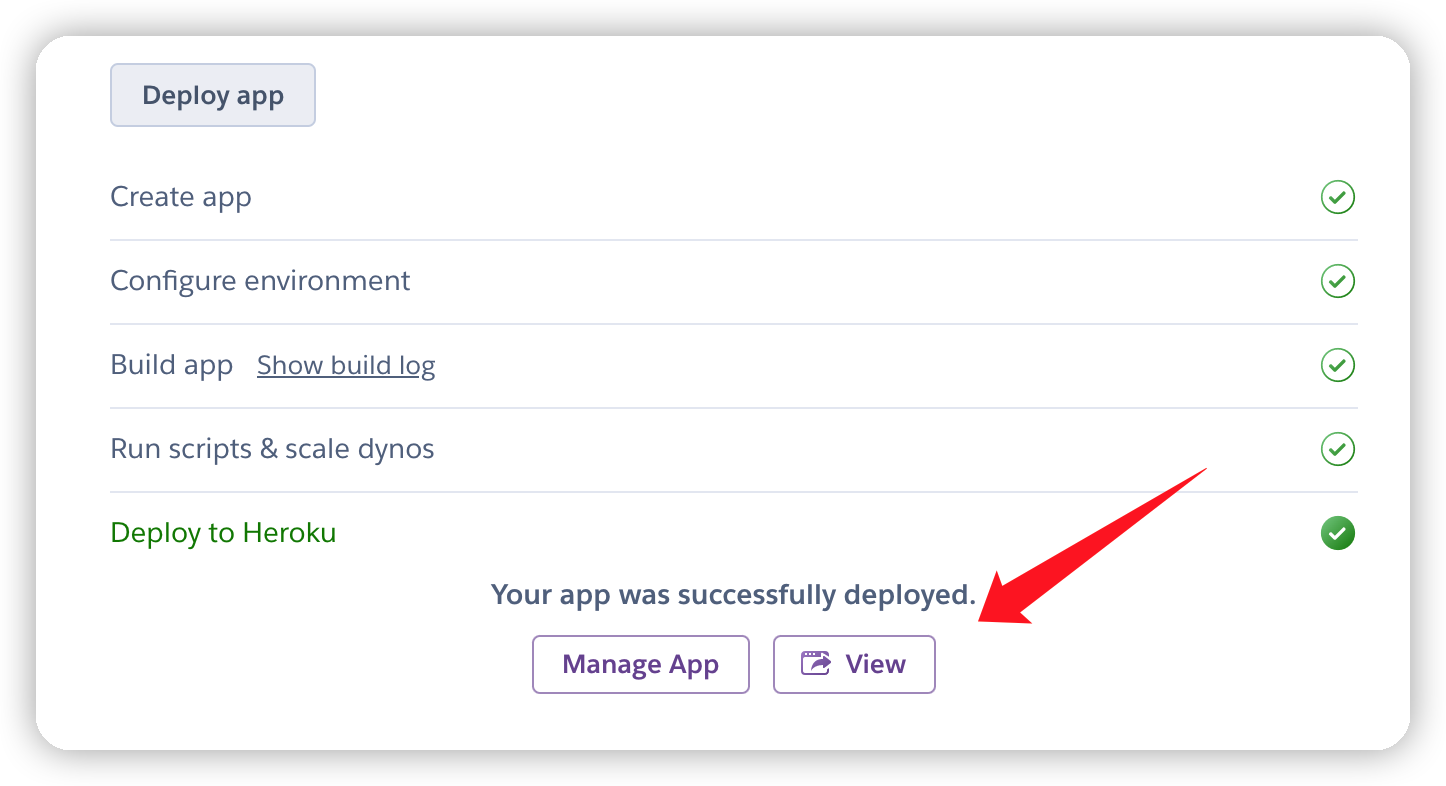 Deploy app
Create app
Configure environment
Build app Show build log
Run scripts & scale dynos
Deploy to Heroku
Your app was successfully deployed.
Manage App View